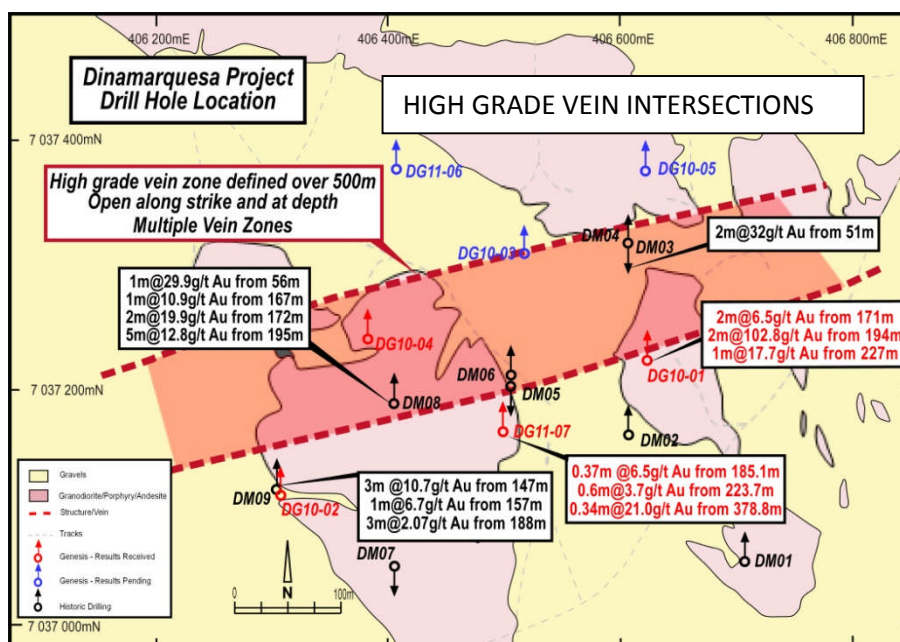 406 200mE
406 400mE
406 600mE
406 800mE
Dinamarquesa Project
Drill Hole Location
HIGH GRADE VEIN INTERSECTIONS
7 037 400mN
DG11-06
DG10-05
High grade vein zone defined over 500m
Open along strike and at depth
Multiple Vein Zones
DM04
DM03
2m@32g/t Au from 51m
DG10-03
1m@29.9g/t Au from 56m
1m@10.9g/t Au from 167m
2m@19.9g/t Au from 172m
5m@12.8g/t Au from 195m
2m@6.5g/t Au from 171m
2m@102.8g/t Au from 194m
1m@17.7g/t Au from 227m
DG10-04
DG10-01
7 037 200mN
DM06
DM05
DM08
DG11-07
DM02
0.37m @6.5g/t Au from 185.1m
0.6m@3.7g/t Au from 223.7m
0.34m@21.0g/t Au from 378.8m
3m @10.7g/t Au from 147m
1m@6.7g/t Au from 157m
3m@2.07g/t Au from 188m
DM09
DG10-02
DM07
DM01
Gravels
Granodiorite/Porphyry/Andesite
Structure/Vein
Tracks
Genesis - Results Received
Genesis - Results Pending
Historic Drilling
N
0
100m
7 037 000mN